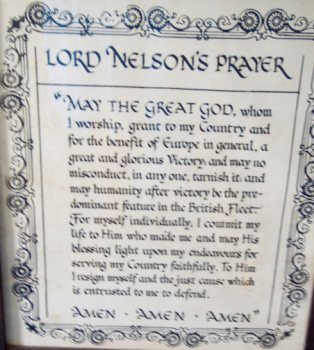 LORD NELSON'S PRAYER
"MAY THE GREAT GOD, whom
I worship, grant to my Country and
for the benefit of Europe in general, a
great and glorious Victory: and may no
misconduct, in any one, tarnish it: and
may humanity after victory be the pre-
dominant feature in the British Fleet.
For myself individually, I commit my
life to Him who made me and may His
blessing light upon my endeavours for
serving my Country faithfully. To Him
I resign myself and the just cause which
is entrusted to me to defend.
AMEN · AMEN · AMEN"